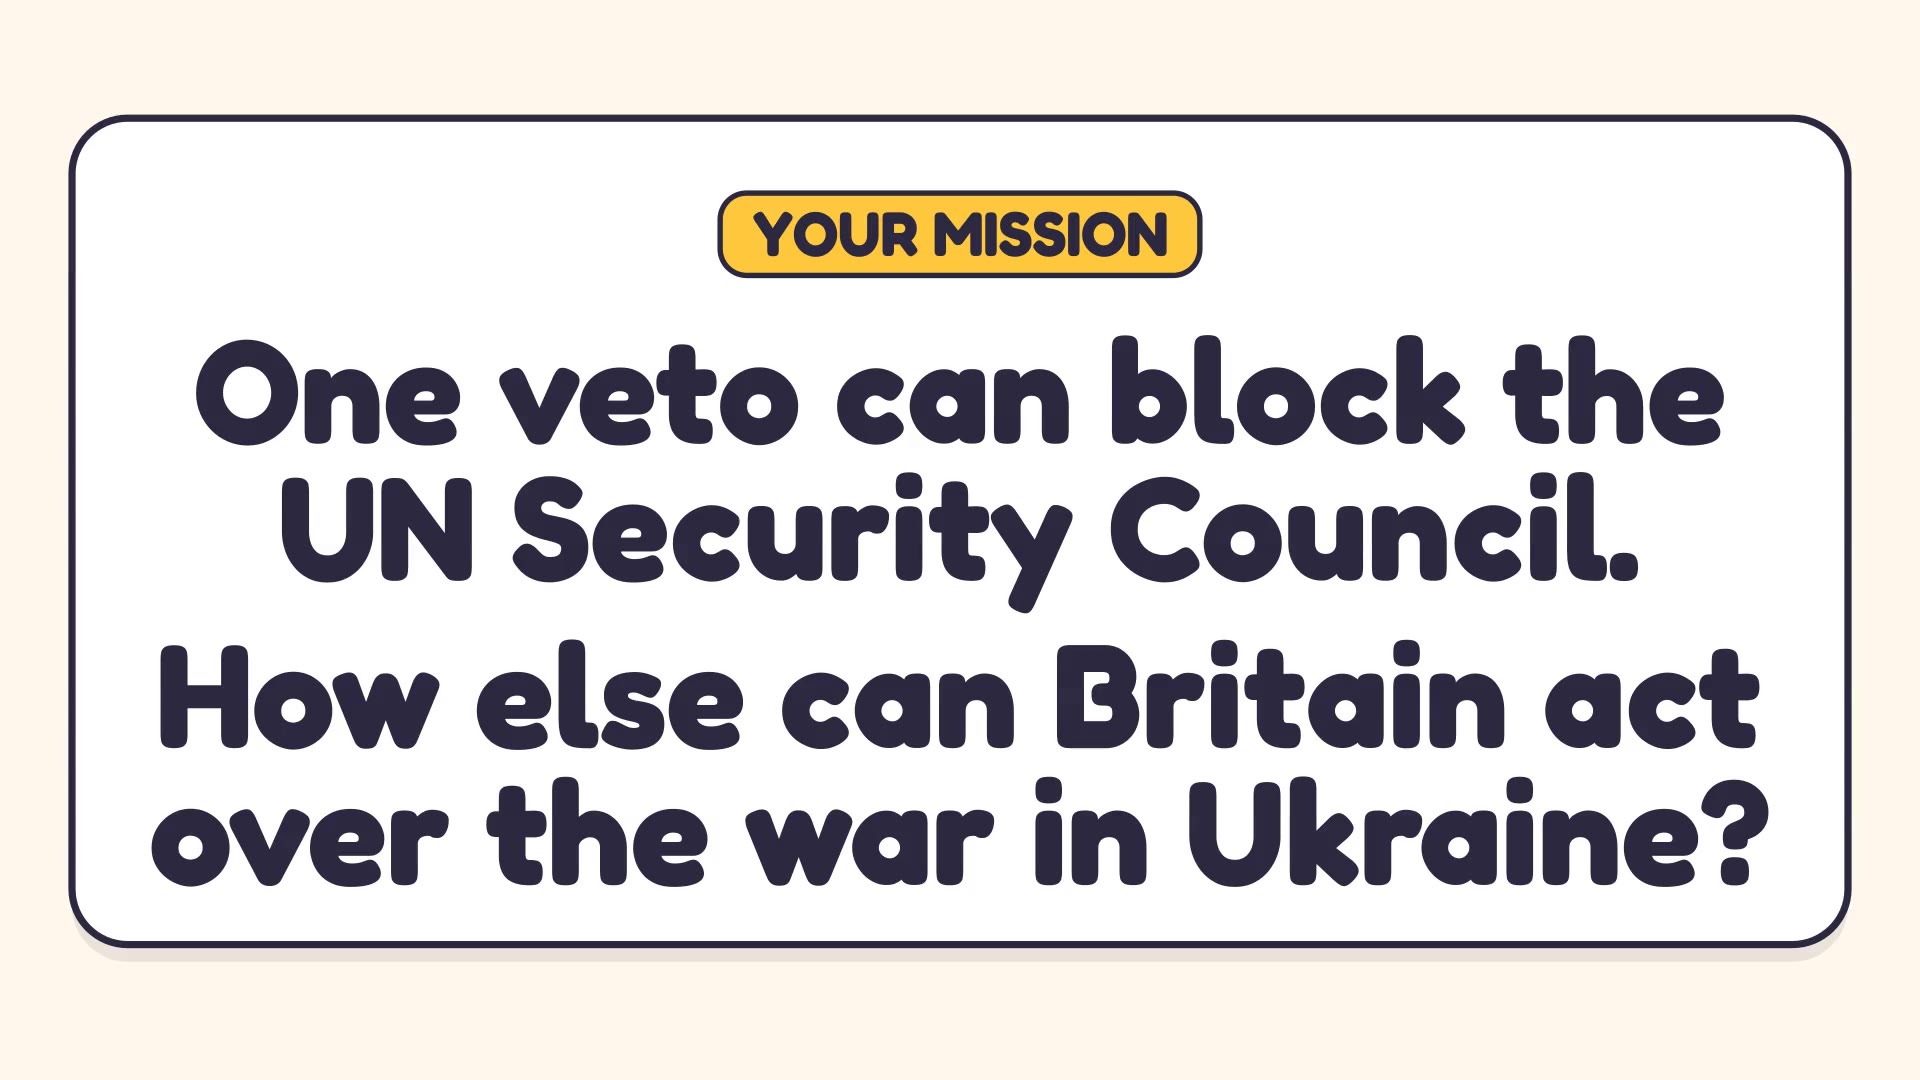 YOUR MISSION
One veto can block the
UN Security Council.
How else can Britain act
over the war in Ukraine?